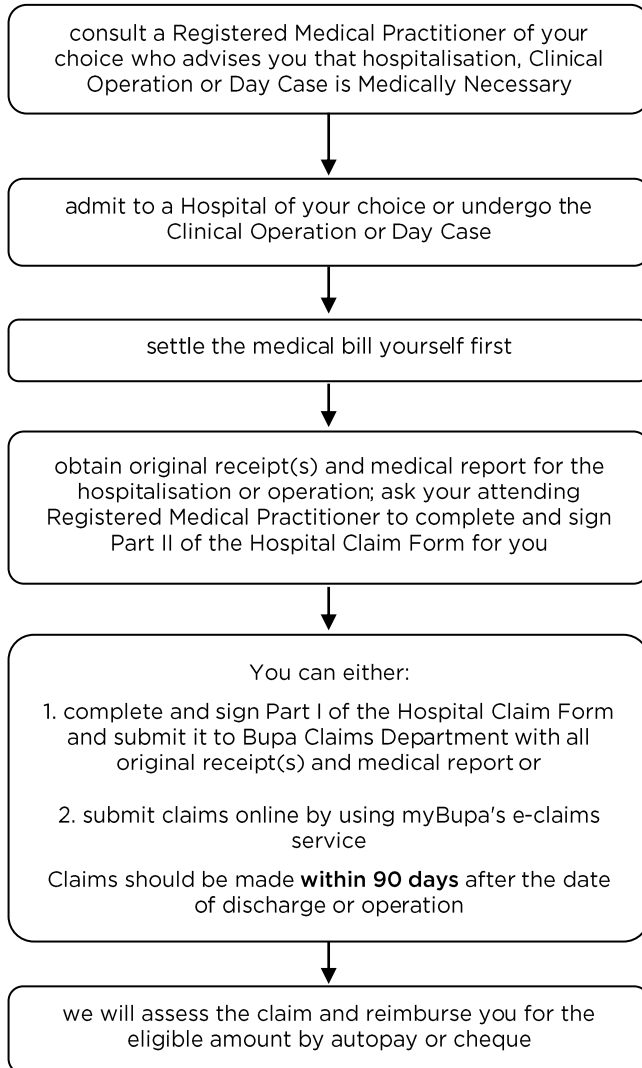 consult a Registered Medical Practitioner of your
choice who advises you that hospitalisation, Clinical
Operation or Day Case is Medically Necessary
admit to a Hospital of your choice or undergo the
Clinical Operation or Day Case
settle the medical bill yourself first
obtain original receipt(s) and medical report for the
hospitalisation or operation; ask your attending
Registered Medical Practitioner to complete and sign
Part II of the Hospital Claim Form for you
You can either:
1. complete and sign Part I of the Hospital Claim Form
and submit it to Bupa Claims Department with all
original receipt(s) and medical report or
2. submit claims online by using myBupa's e-claims
service
Claims should be made within 90 days after the date
of discharge or operation
we will assess the claim and reimburse you for the
eligible amount by autopay or cheque